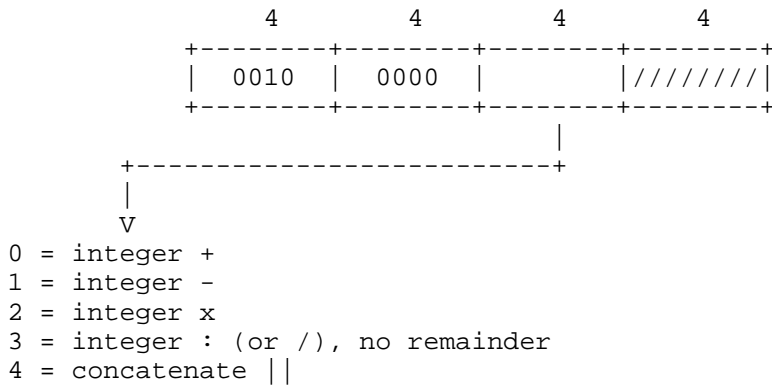 4 4 4 4
+--------+--------+--------+--------+
| 0010 | 0000 | |////////|
+--------+--------+--------+--------+
|
+---------------------------+
|
V
0 = integer +
1 = integer -
2 = integer x
3 = integer : (or /), no remainder
4 = concatenate ||